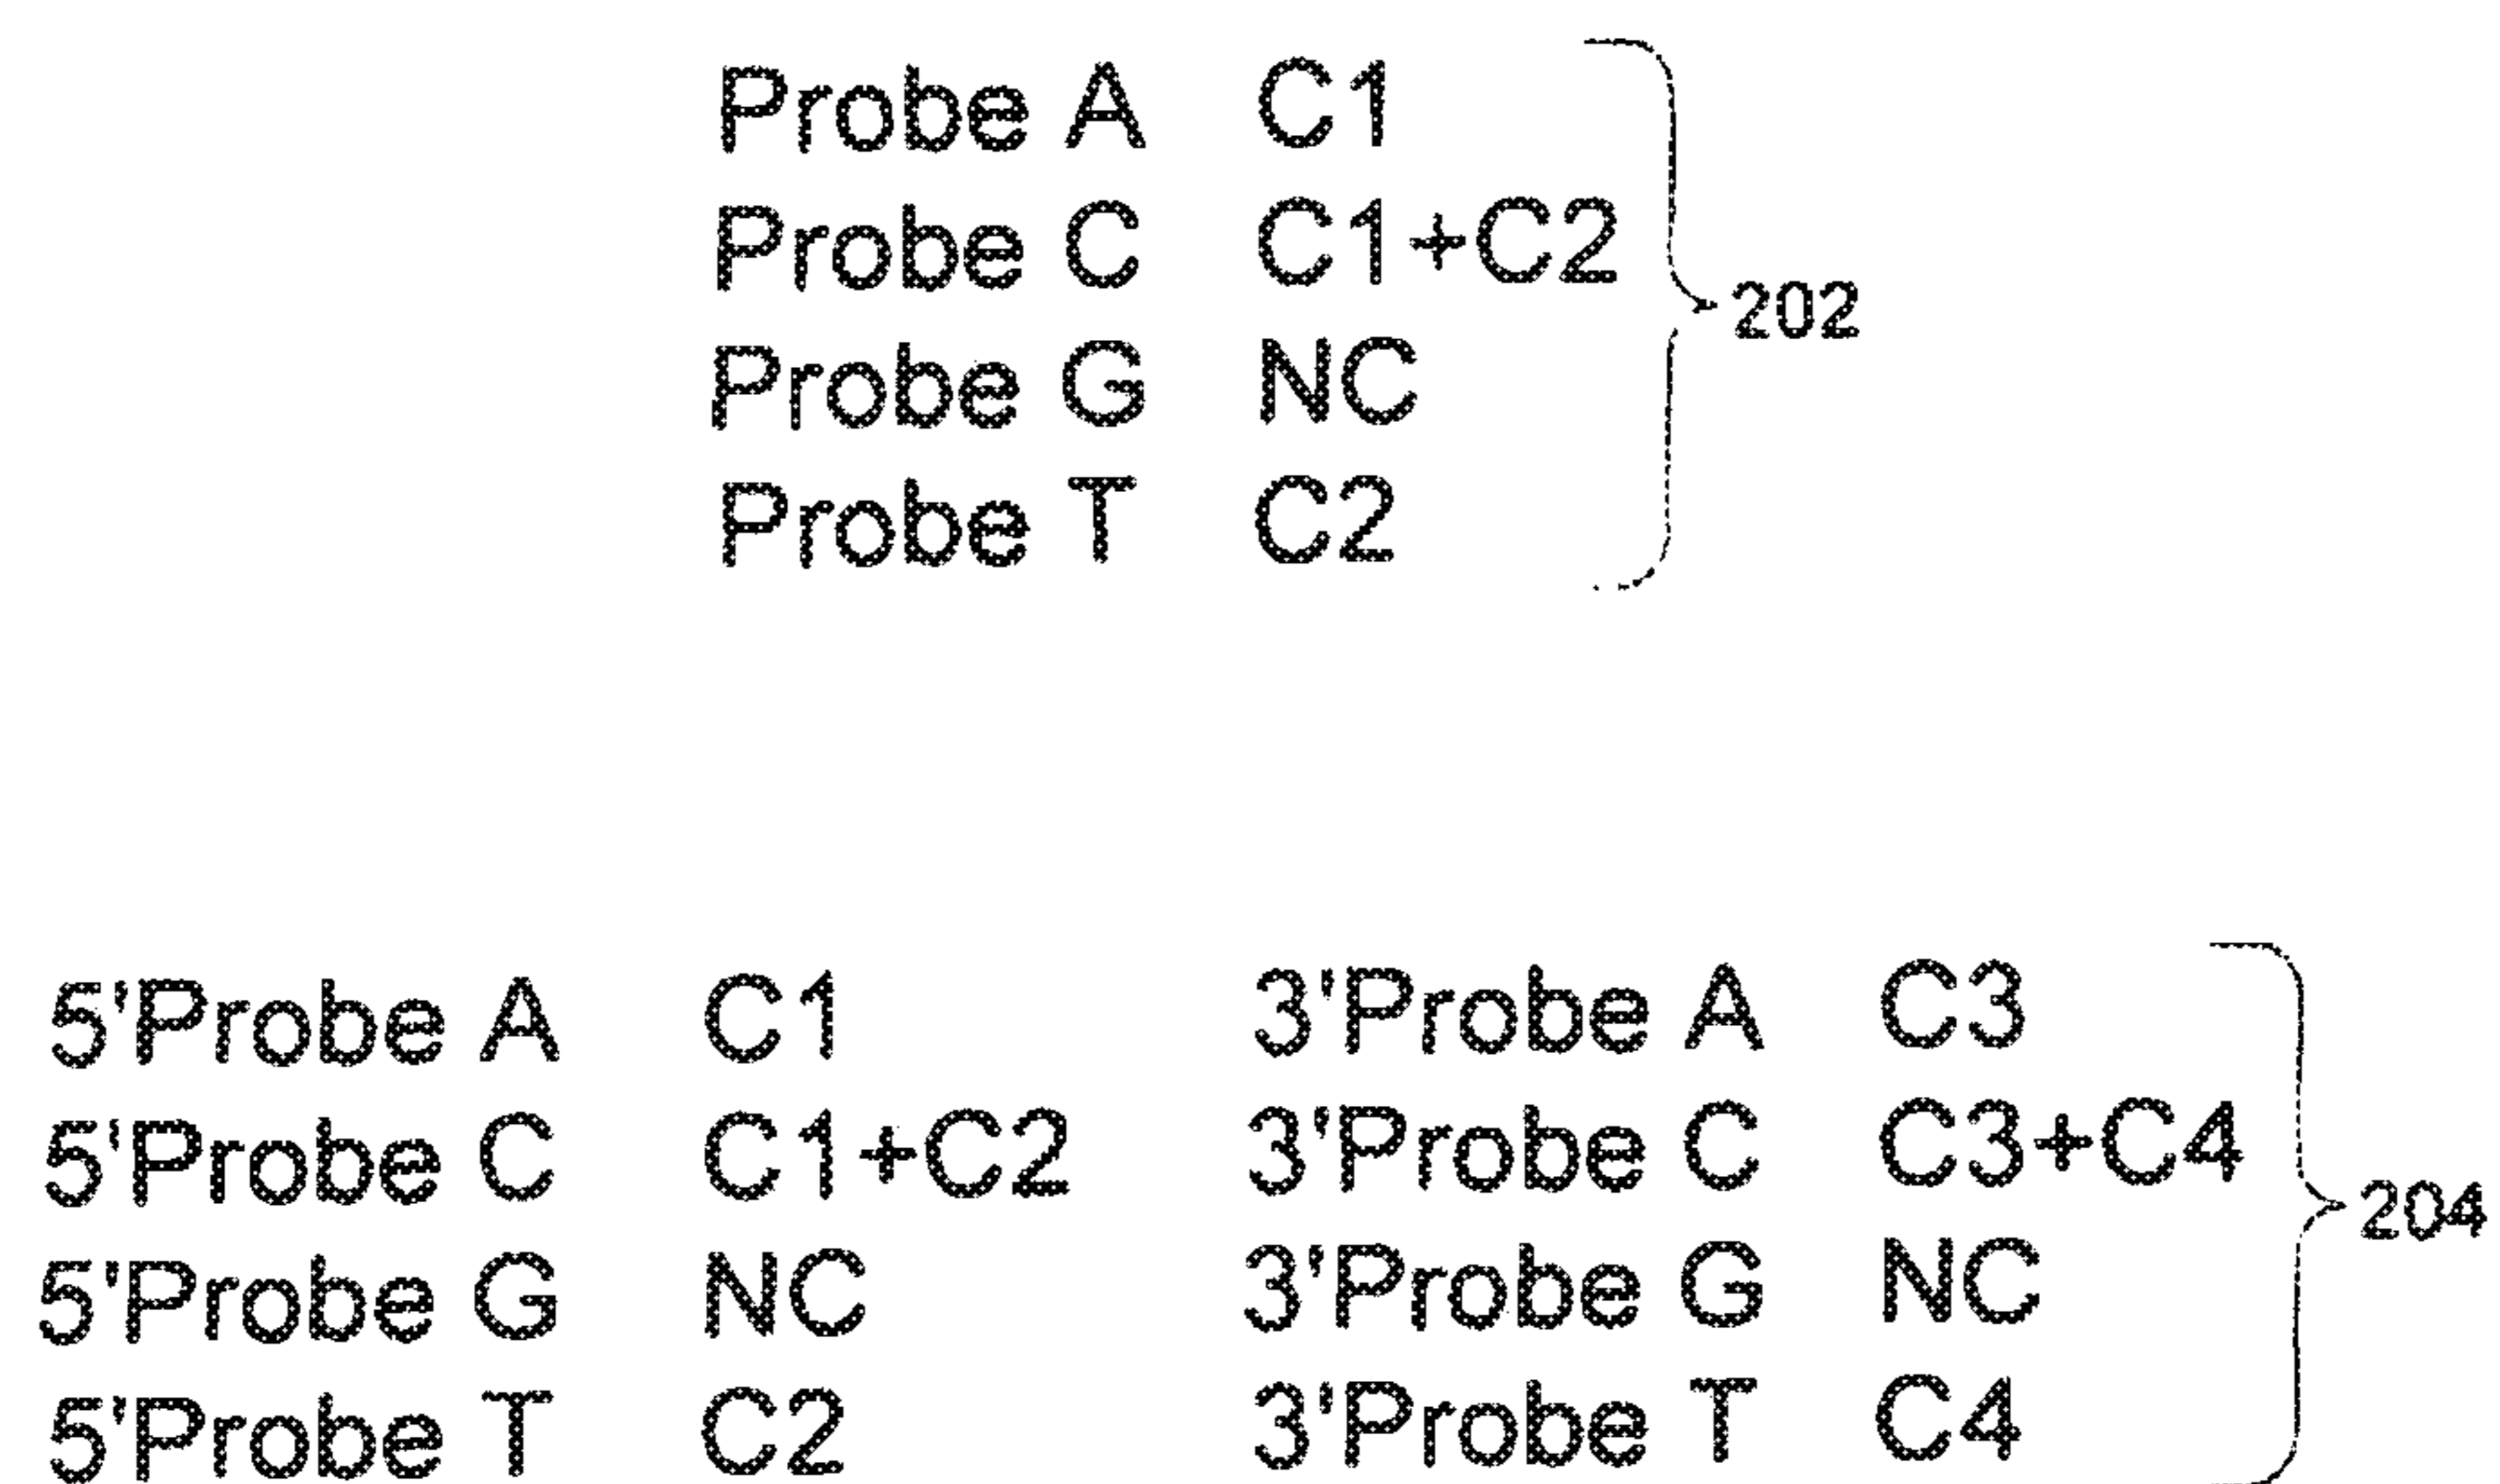 Probe A C1
Probe C C1+C2
202
Probe G NC
Probe T C2
5'Probe A C1 3'Probe A C3
5'Probe C C1+C2 3'Probe C C3+C4
204
5'Probe G NC 3'Probe G NC
5'Probe T C2 3'Probe T C4